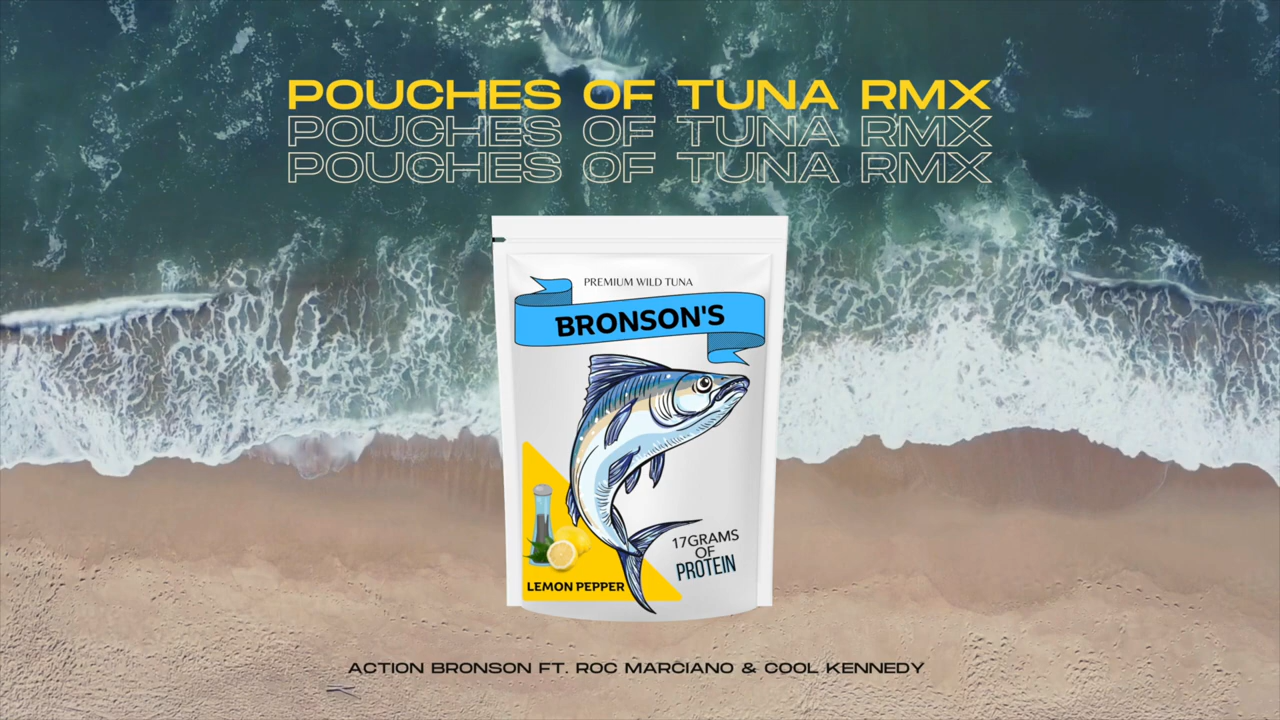 POUCHES OF TUNA RMX
POUCHES OF TUNA RMX
POUCHES OF TUNA RMX
PREMIUM WILD TUNA
BRONSON'S
17GRAMS
OF
PROTEIN
LEMON PEPPER
ACTION BRONSON FT. ROC MARCIANO & COOL KENNEDY